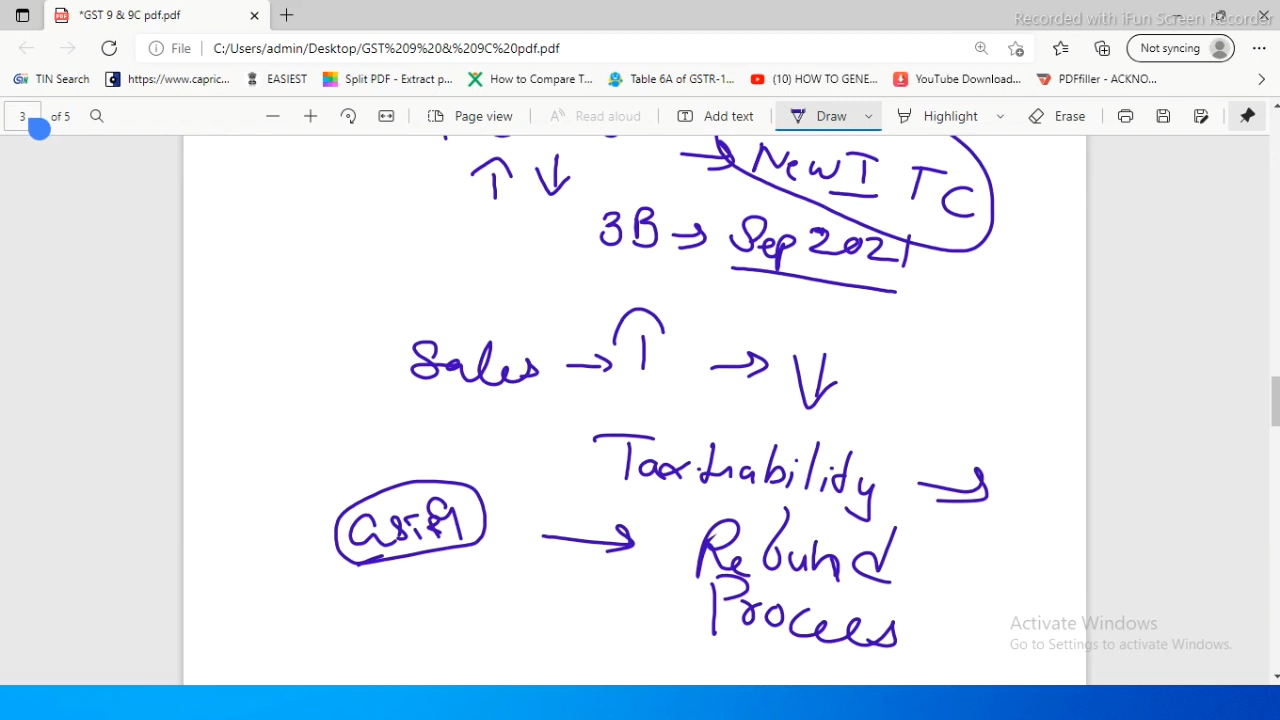 *GST 9 & 9C pdf.pdf
Recorded with iFun Screen Recorder
File C:/Users/admin/Desktop/GST%209%20&%209C%20pdf.pdf Not syncing
TIN Search https://www.capric... EASIEST Split PDF - Extract p... How to Compare T... Table 6A of GSTR-1... (10) HOW TO GENE... YouTube Download... PDFfiller - ACKNO...
3 of 5 Page view Read aloud Add text Draw Highlight Erase
New ITC
3B → Sep 2021
Sales → ↑ → ↓
Tax Liability →
→ Rebund
Process
Activate Windows
Go to Settings to activate Windows.